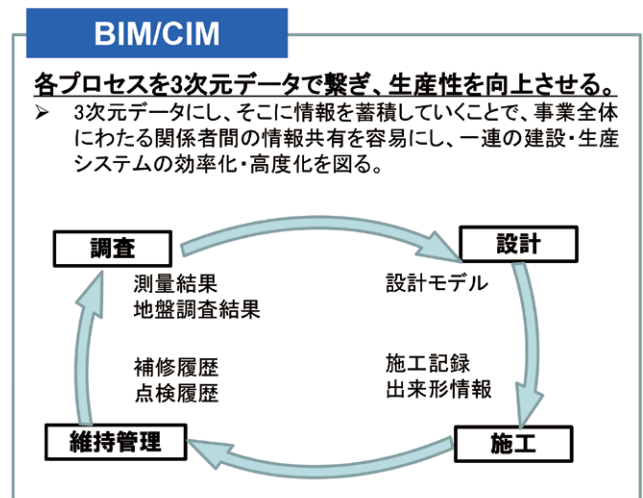 BIM/CIM
各プロセスを3次元データで繋ぎ、生産性を向上させる。
➢ 3次元データにし、そこに情報を蓄積していくことで、事業全体
にわたる関係者間の情報共有を容易にし、一連の建設・生産
システムの効率化・高度化を図る。
調査
設計
測量結果
地盤調査結果
設計モデル
補修履歴
点検履歴
施工記録
出来形情報
維持管理
施工